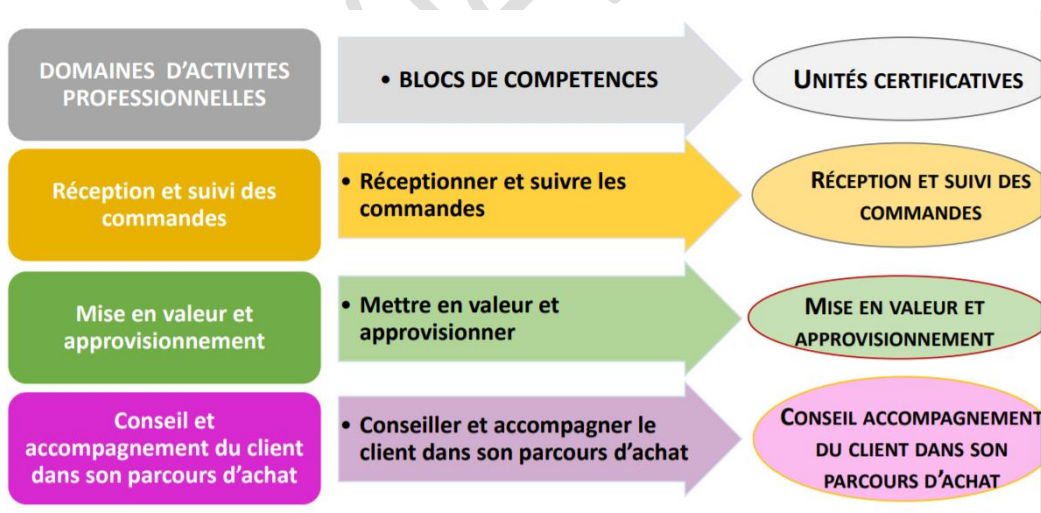 DOMAINES D'ACTIVITES
PROFESSIONNELLES
• BLOCS DE COMPETENCES
UNITÉS CERTIFICATIVES
Réception et suivi des
commandes
• Réceptionner et suivre les
commandes
RÉCEPTION ET SUIVI DES
COMMANDES
Mise en valeur et
approvisionnement
• Mettre en valeur et
approvisionner
MISE EN VALEUR ET
APPROVISIONNEMENT
Conseil et
accompagnement du client
dans son parcours d'achat
• Conseiller et accompagner le
client dans son parcours d'achat
CONSEIL ACCOMPAGNEMENT
DU CLIENT DANS SON
PARCOURS D'ACHAT